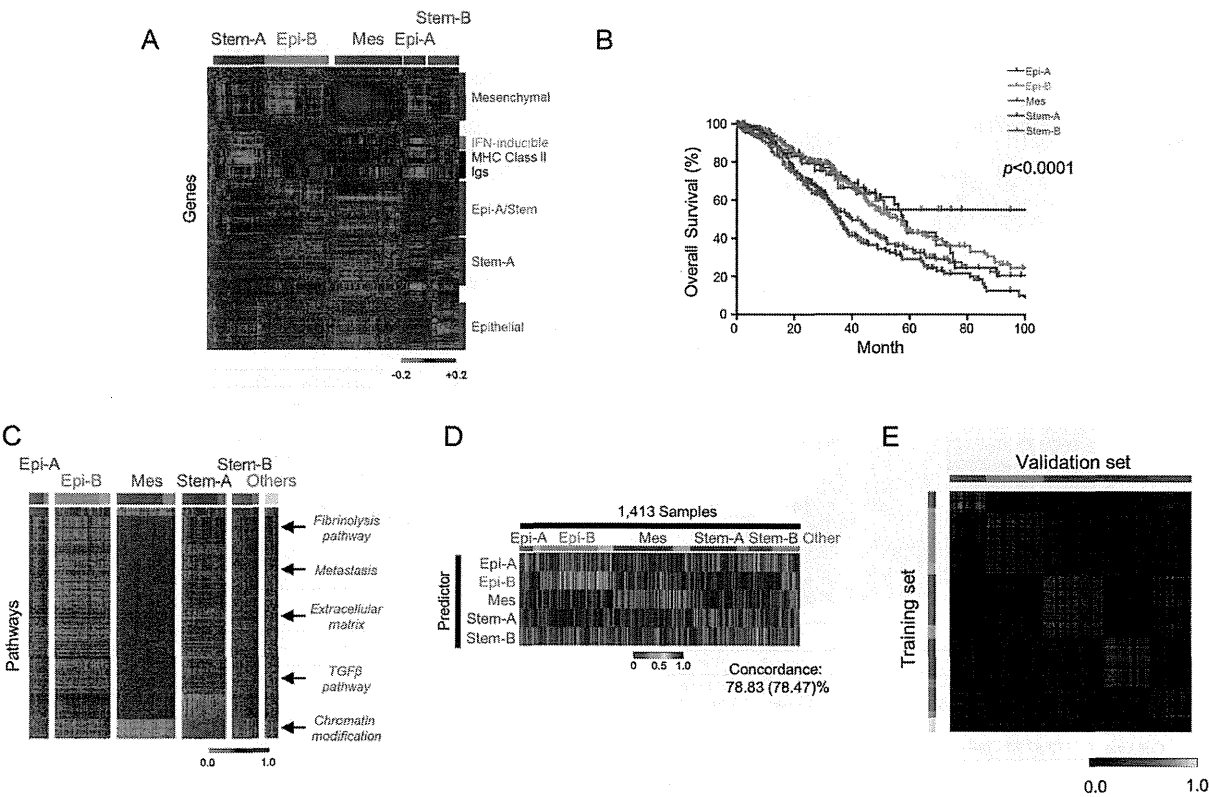 A
Stem-B
Stem-A Epi-B Mes Epi-A
Genes
Mesenchymal
IFN-inducible
MHC Class II
Igs
Epi-A/Stem
Stem-A
Epithelial
-0.2 +0.2
B
Epi-A
Epi-B
Mes
Stem-A
Stem-B
p<0.0001
Overall Survival (%)
100
80
60
40
20
0
0 20 40 60 80 100
Month
C
Epi-A Stem-B
Epi-B Mes Stem-A Others
Pathways
Fibrinolysis
pathway
Metastasis
Extracellular
matrix
TGFβ
pathway
Chromatin
modification
0.0 1.0
D
1,413 Samples
Epi-A Epi-B Mes Stem-A Stem-B Other
Predictor
Epi-A
Epi-B
Mes
Stem-A
Stem-B
0 0.5 1.0
Concordance:
78.83 (78.47)%
E
Validation set
Training set
0.0 1.0